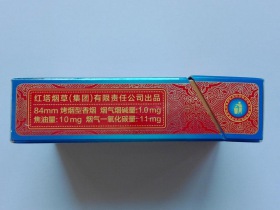 红塔烟草(集团)有限责任公司出品
84mm 烤烟型香烟 烟气烟碱量:1.0mg
焦油量:10mg 烟气一氧化碳量:11mg